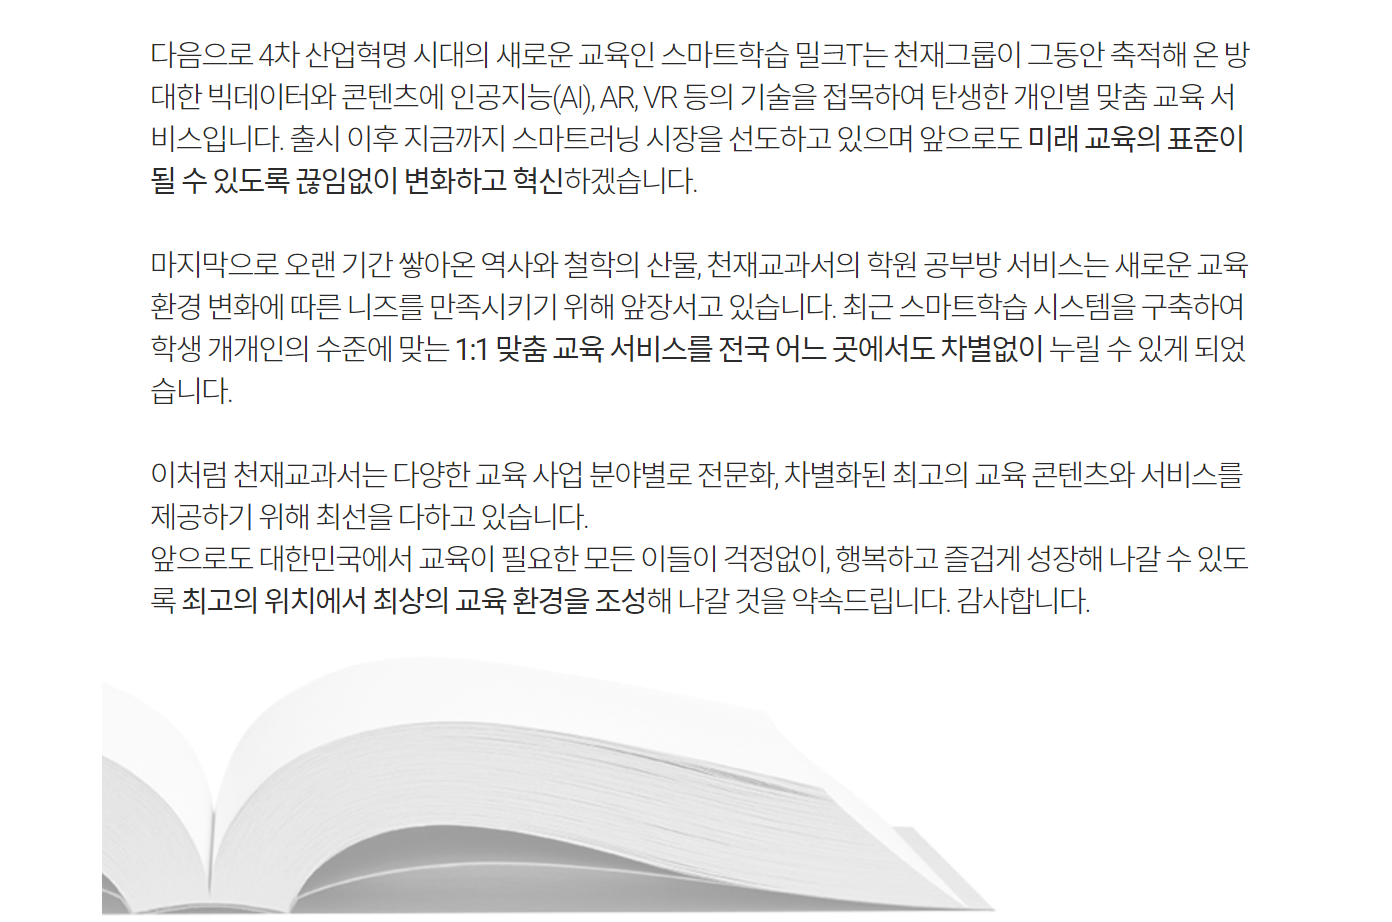 다음으로 4차 산업혁명 시대의 새로운 교육인 스마트학습 밀크T는 천재그룹이 그동안 축적해 온 방
대한 빅데이터와 콘텐츠에 인공지능(AI), AR, VR 등의 기술을 접목하여 탄생한 개인별 맞춤 교육 서
비스입니다. 출시 이후 지금까지 스마트러닝 시장을 선도하고 있으며 앞으로도 미래 교육의 표준이
될 수 있도록 끊임없이 변화하고 혁신하겠습니다.
마지막으로 오랜 기간 쌓아온 역사와 철학의 산물, 천재교과서의 학원 공부방 서비스는 새로운 교육
환경 변화에 따른 니즈를 만족시키기 위해 앞장서고 있습니다. 최근 스마트학습 시스템을 구축하여
학생 개개인의 수준에 맞는 1:1 맞춤 교육 서비스를 전국 어느 곳에서도 차별없이 누릴 수 있게 되었
습니다.
이처럼 천재교과서는 다양한 교육 사업 분야별로 전문화, 차별화된 최고의 교육 콘텐츠와 서비스를
제공하기 위해 최선을 다하고 있습니다.
앞으로도 대한민국에서 교육이 필요한 모든 이들이 걱정없이, 행복하고 즐겁게 성장해 나갈 수 있도
록 최고의 위치에서 최상의 교육 환경을 조성해 나갈 것을 약속드립니다. 감사합니다.